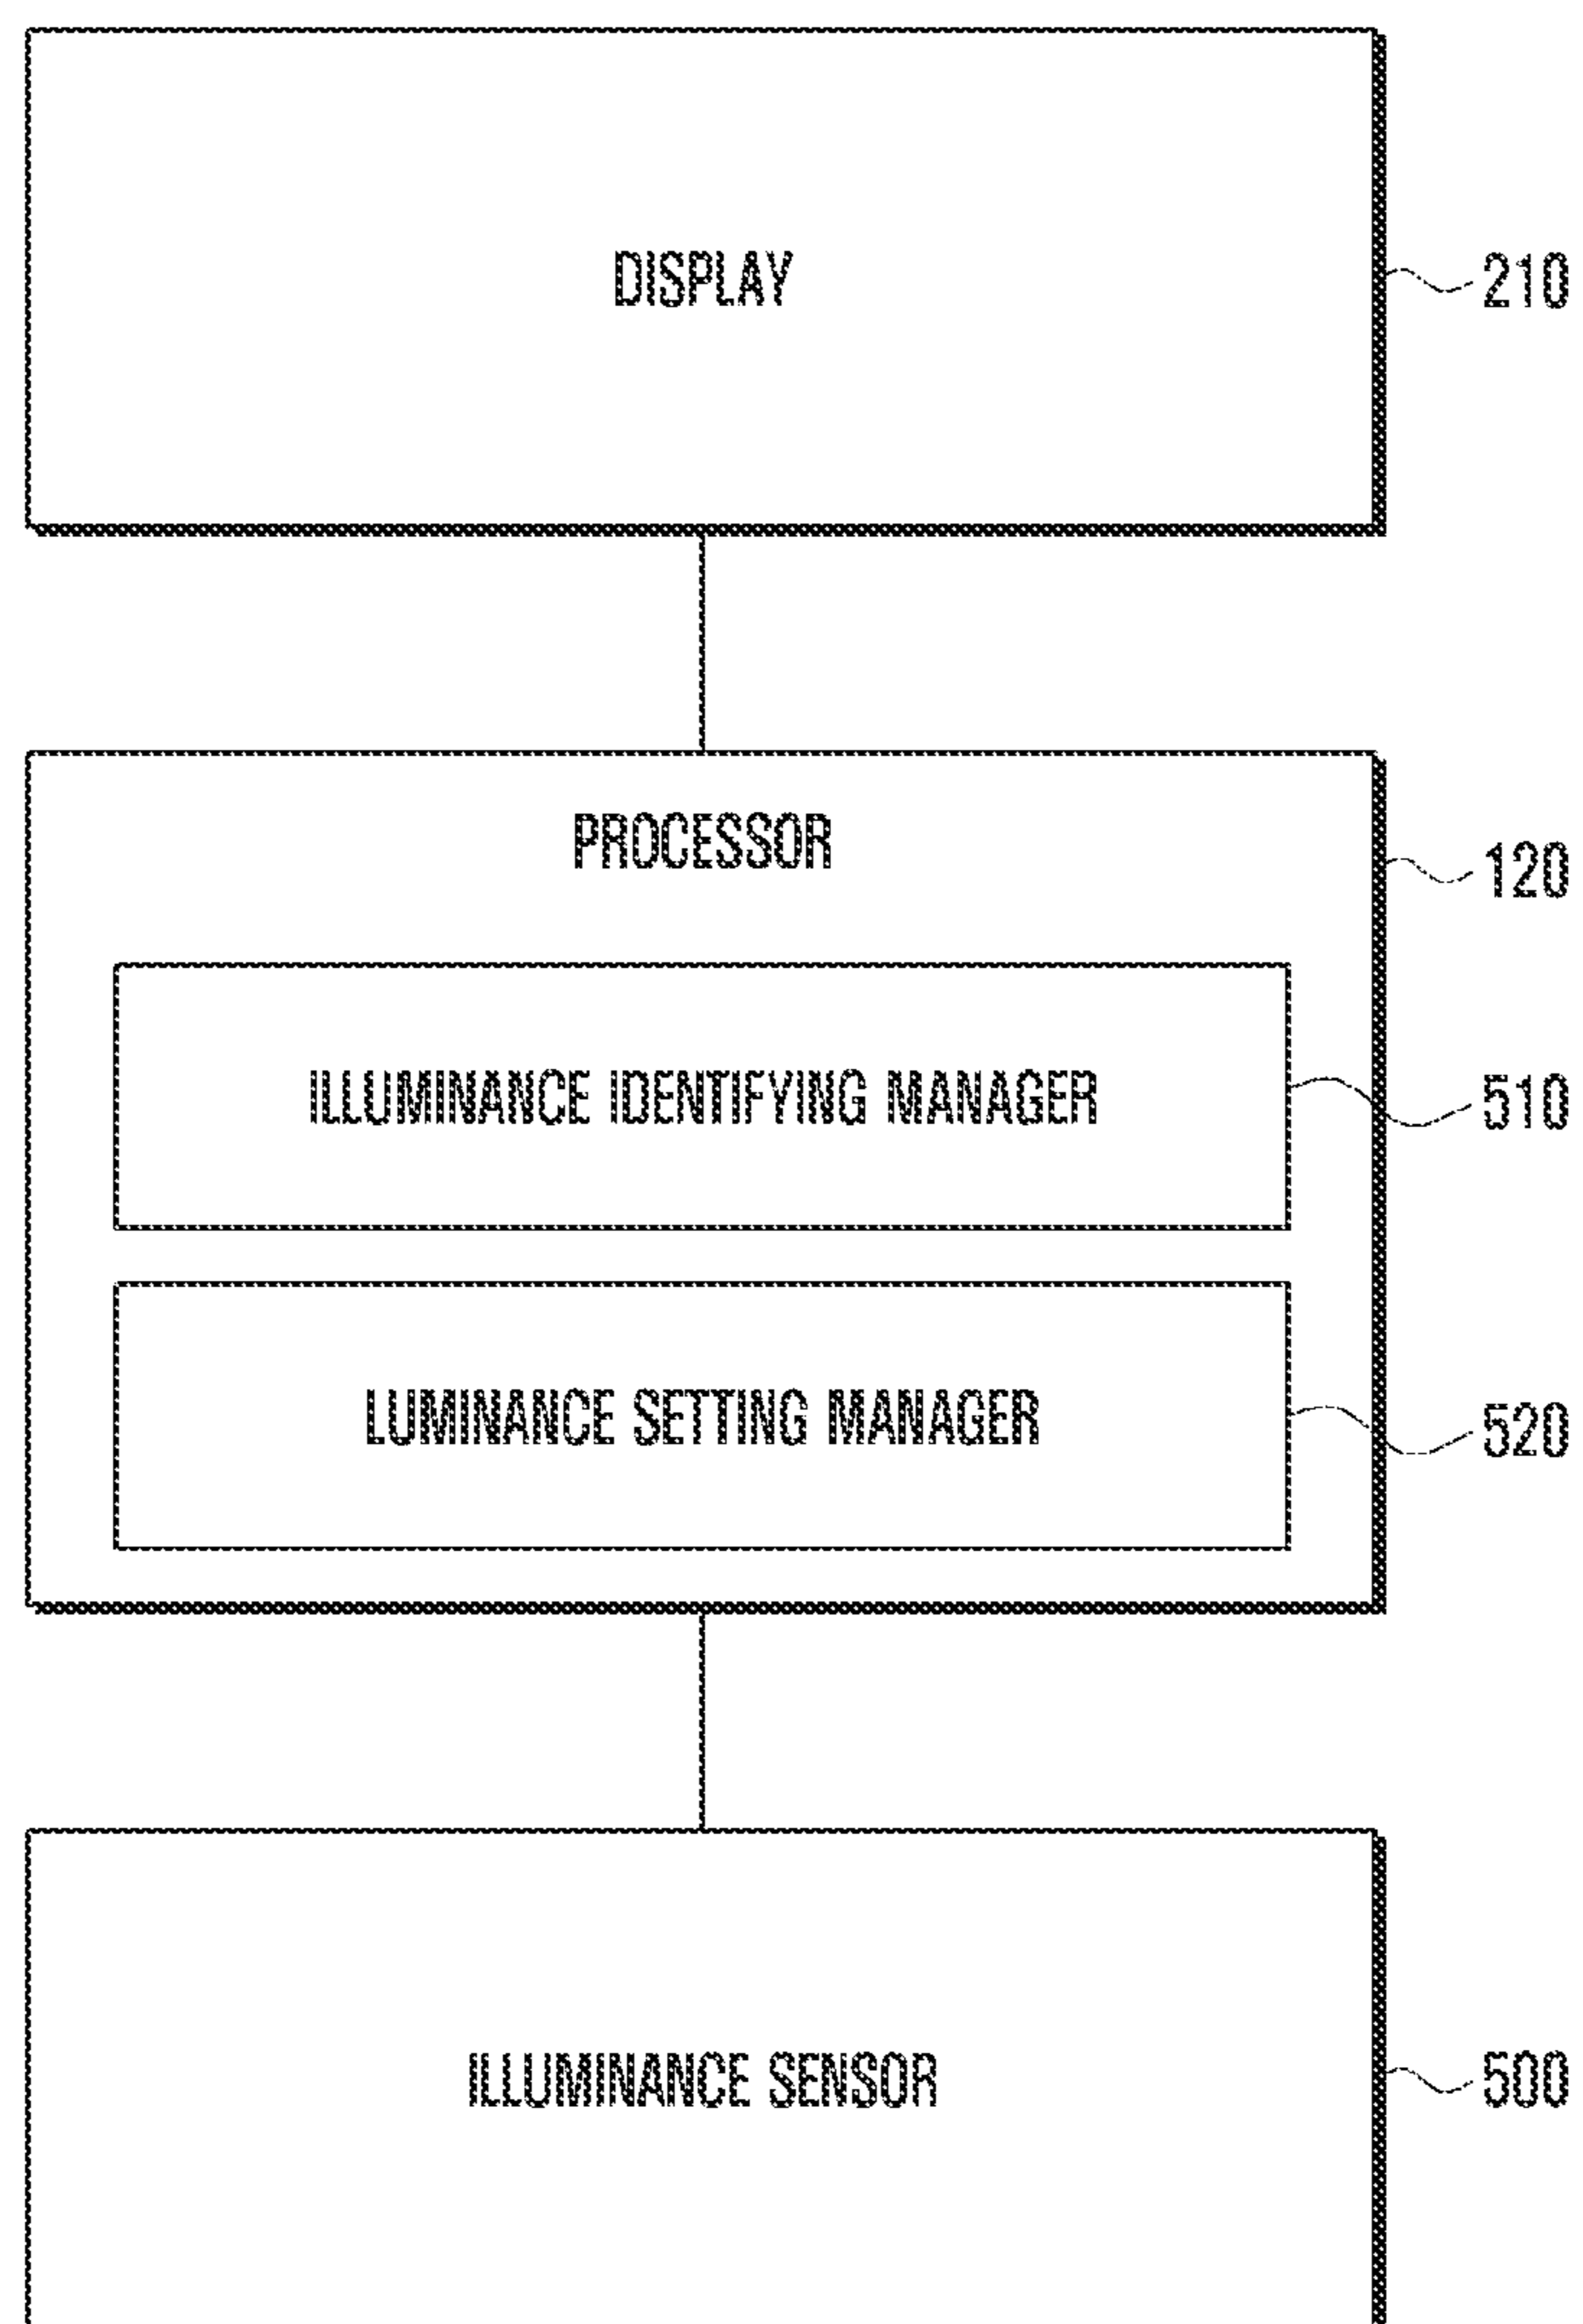 DISPLAY
210
PROCESSOR
120
ILLUMINANCE IDENTIFYING MANAGER
510
LUMINANCE SETTING MANAGER
520
ILLUMINANCE SENSOR
500